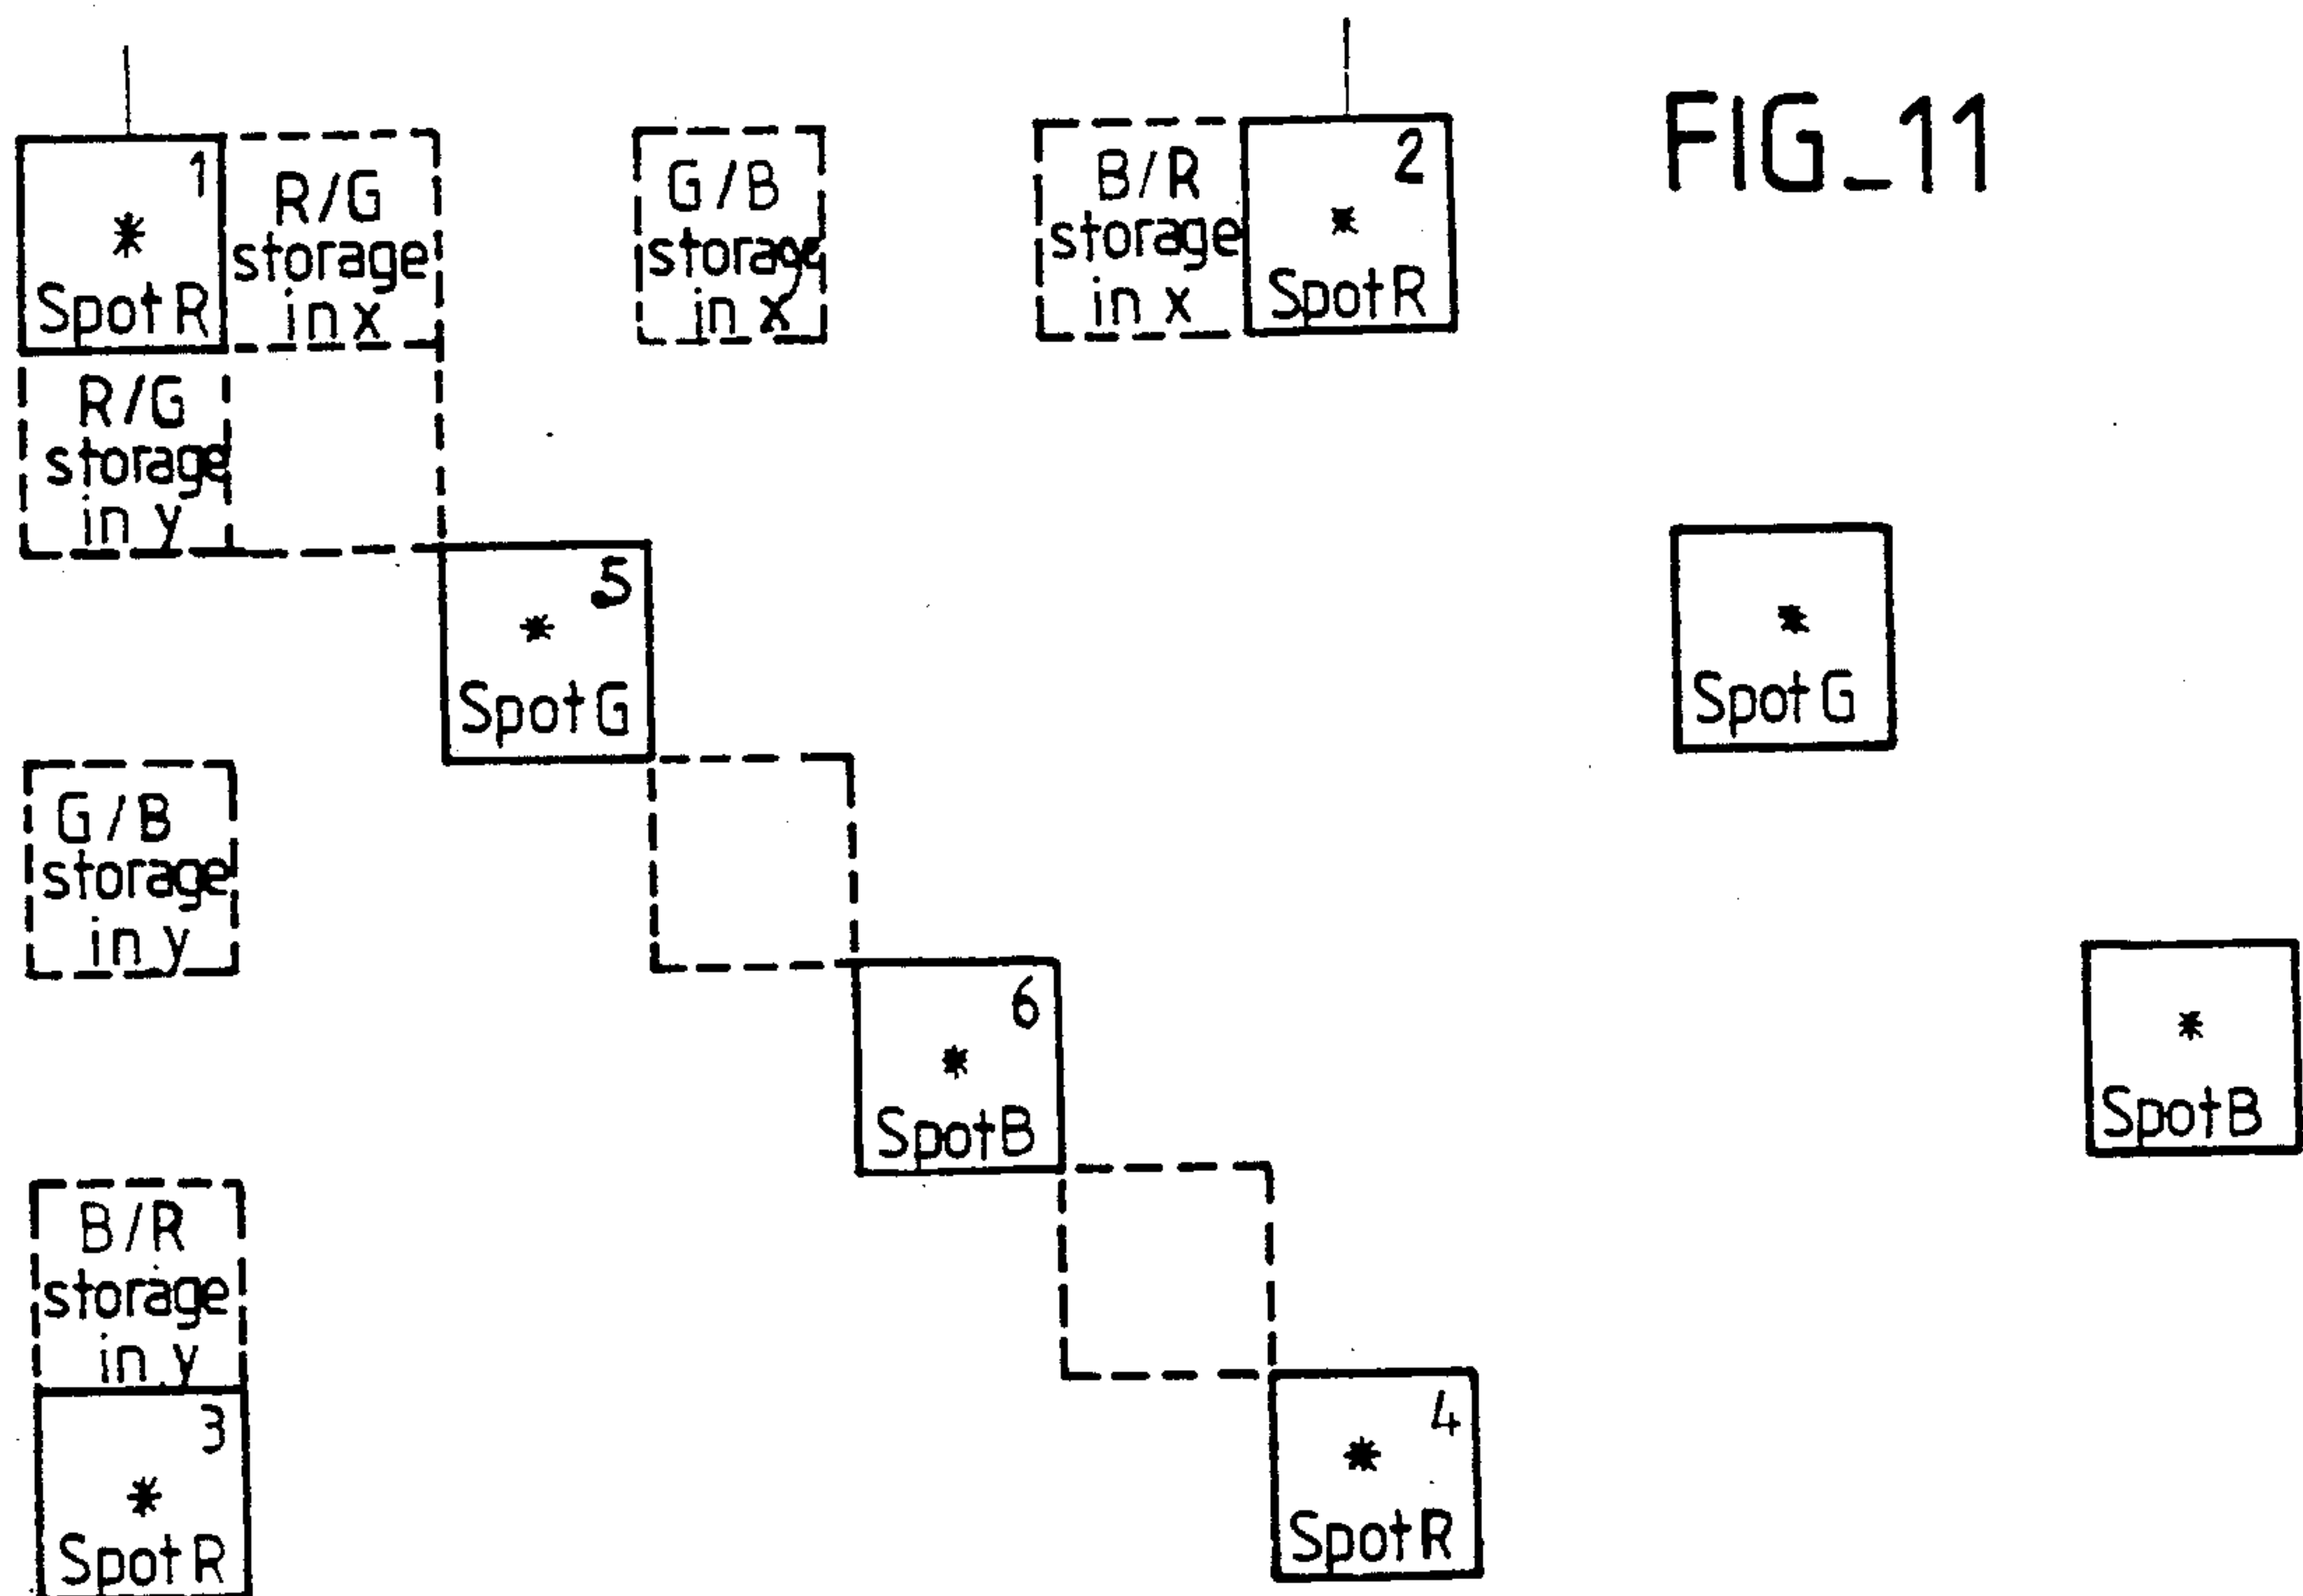 FIG_11
1
*
Spot R
R/G
storage
in x
G/B
storage
in x
B/R
storage
in x
2
*
Spot R
R/G
storage
in y
5
*
Spot G
*
Spot G
G/B
storage
in y
6
*
Spot B
*
Spot B
B/R
storage
in y
3
*
Spot R
4
*
Spot R